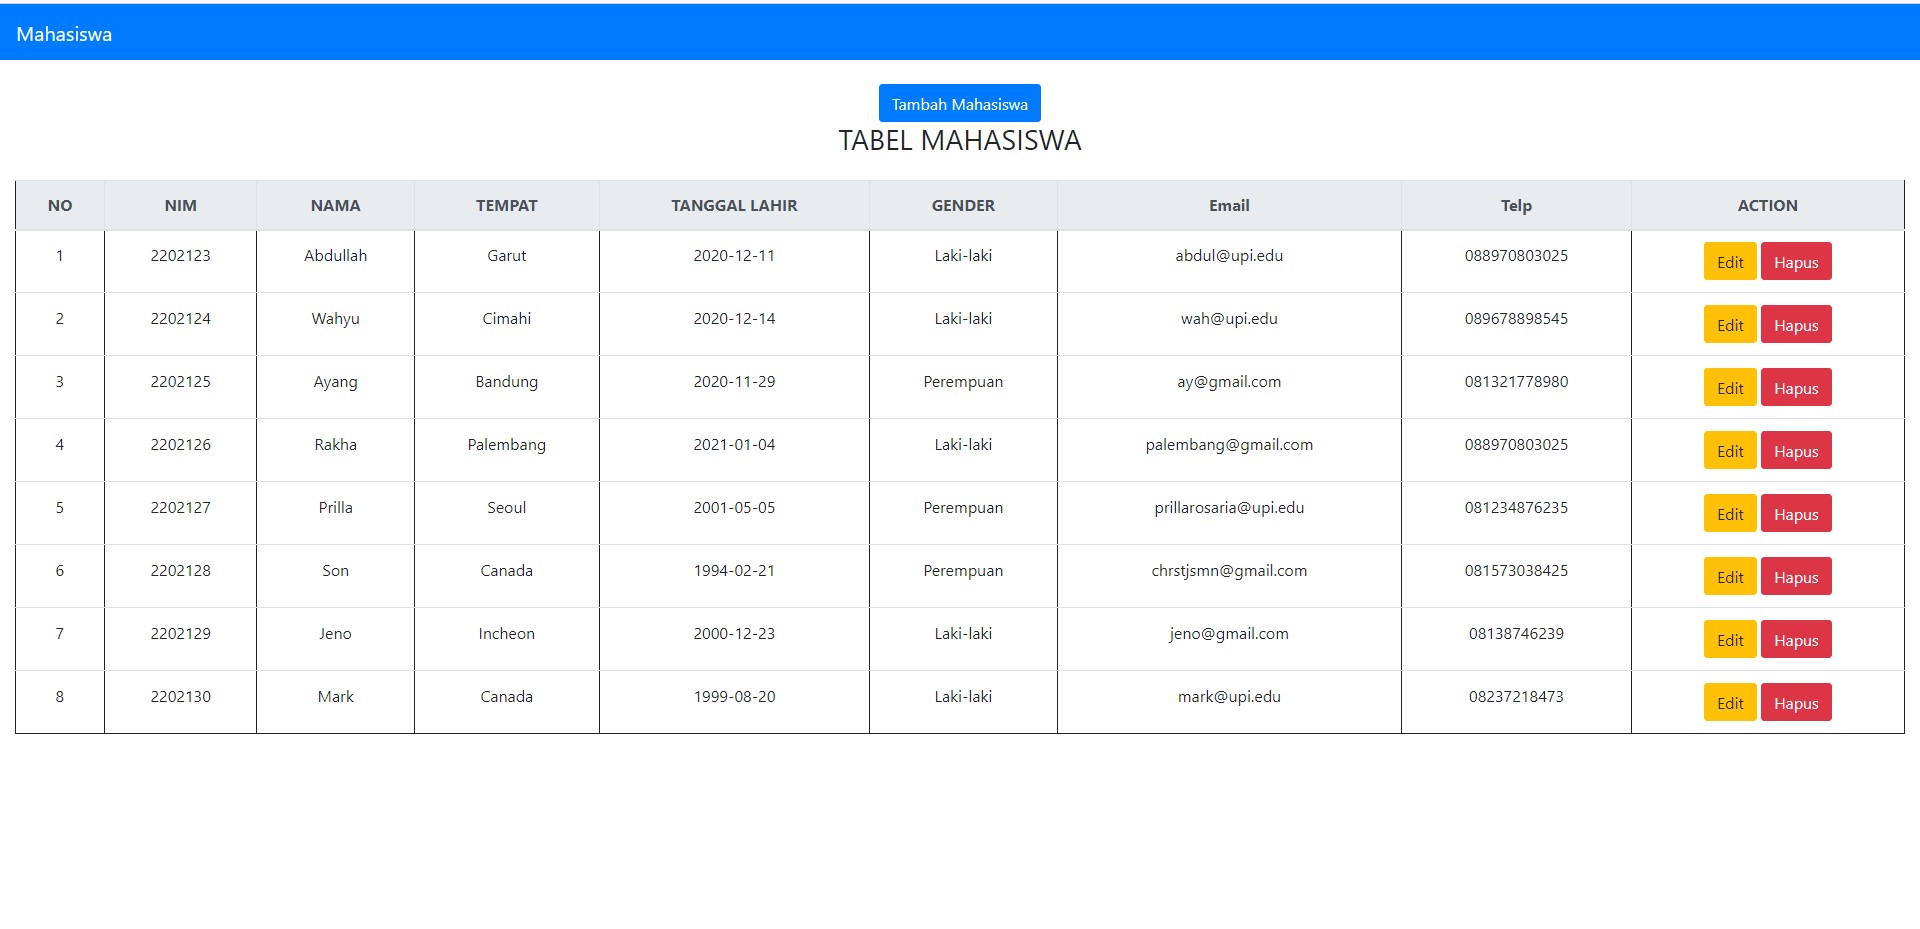 Mahasiswa
Tambah Mahasiswa
TABEL MAHASISWA
NO NIM NAMA TEMPAT TANGGAL LAHIR GENDER Email Telp ACTION
1 2202123 Abdullah Garut 2020-12-11 Laki-laki abdul@upi.edu 088970803025 Edit Hapus
2 2202124 Wahyu Cimahi 2020-12-14 Laki-laki wah@upi.edu 089678898545 Edit Hapus
3 2202125 Ayang Bandung 2020-11-29 Perempuan ay@gmail.com 081321778980 Edit Hapus
4 2202126 Rakha Palembang 2021-01-04 Laki-laki palembang@gmail.com 088970803025 Edit Hapus
5 2202127 Prilla Seoul 2001-05-05 Perempuan prillarosaria@upi.edu 081234876235 Edit Hapus
6 2202128 Son Canada 1994-02-21 Perempuan chrstjsmn@gmail.com 081573038425 Edit Hapus
7 2202129 Jeno Incheon 2000-12-23 Laki-laki jeno@gmail.com 08138746239 Edit Hapus
8 2202130 Mark Canada 1999-08-20 Laki-laki mark@upi.edu 08237218473 Edit Hapus